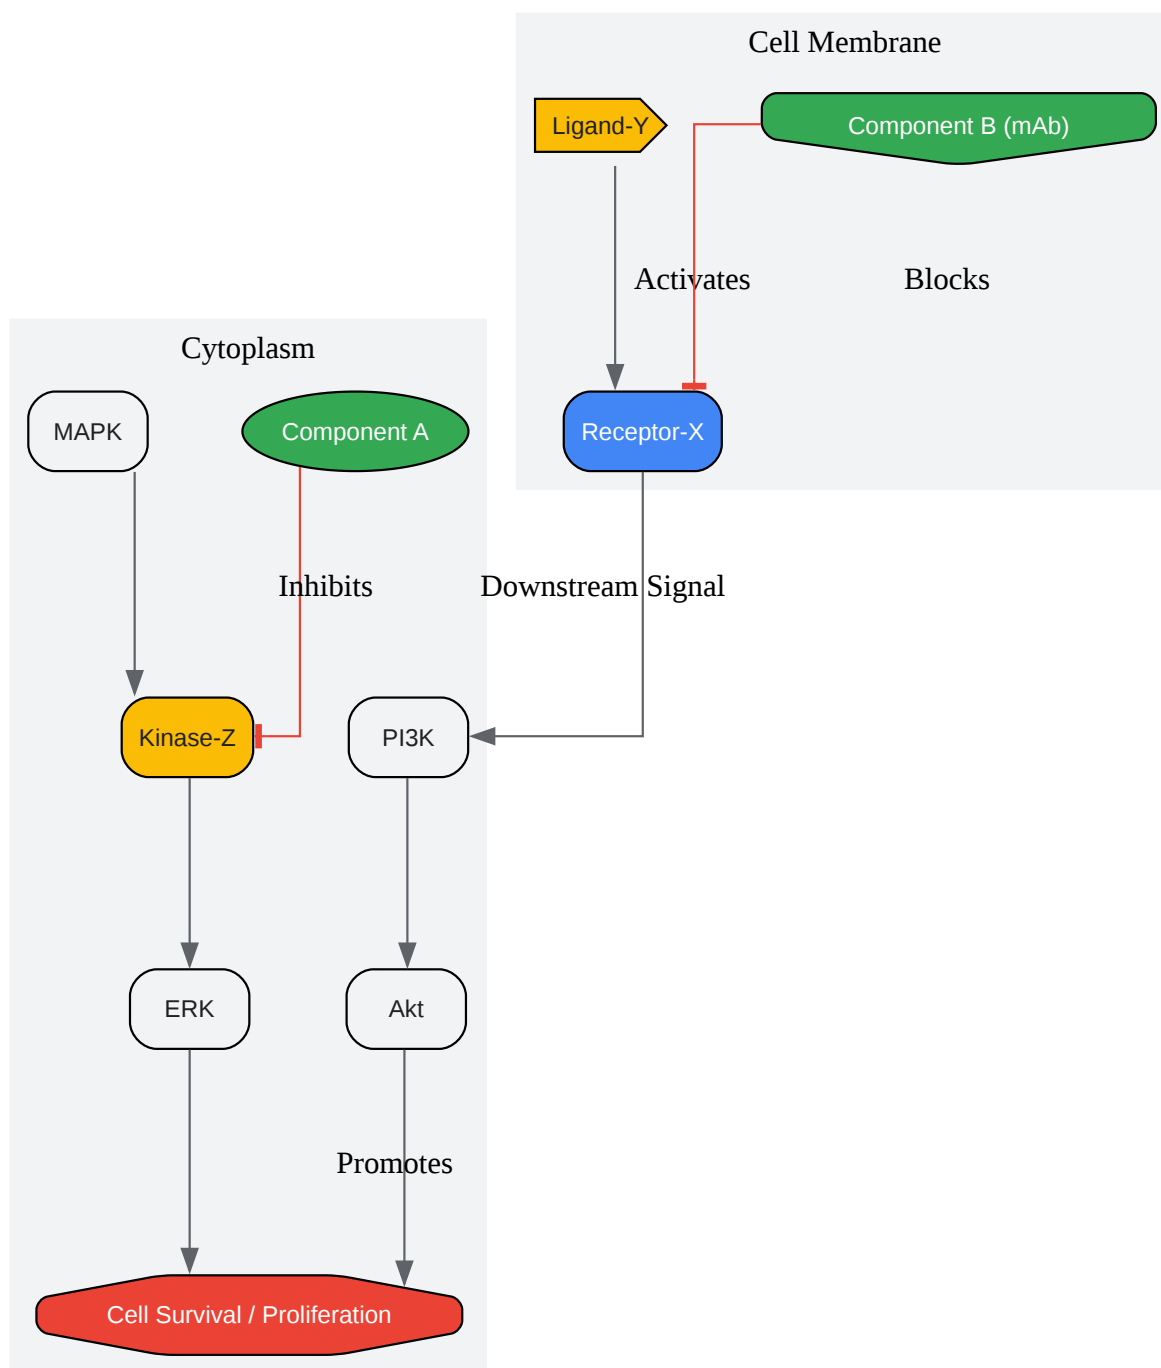 Cell Membrane
Ligand-Y
Component B (mAb)
Activates
Blocks
Cytoplasm
MAPK
Component A
Receptor-X
Inhibits
Downstream Signal
Kinase-Z
PI3K
ERK
Akt
Promotes
Cell Survival / Proliferation